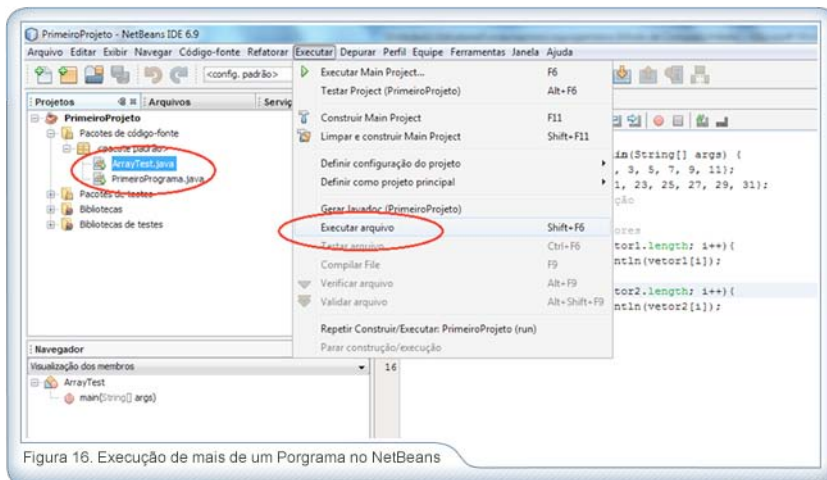 PrimeiroProjeto - NetBeans IDE 6.9
Arquivo Editar Exibir Navegar Código-fonte Refatorar Executar Depurar Perfil Equipe Ferramentas Janela Ajuda
<config. padrão>
Projetos Arquivos Serviç
PrimeiroProjeto
Pacotes de código-fonte
<pacote padrão>
ArrayTest.java
PrimeiroPrograma.java
Pacotes de testes
Bibliotecas
Bibliotecas de testes
Executar Main Project... F6
Testar Project (PrimeiroProjeto) Alt+F6
Construir Main Project F11
Limpar e construir Main Project Shift+F11
Definir configuração do projeto
Definir como projeto principal
Gerar Javadoc (PrimeiroProjeto)
Executar arquivo Shift+F6
Testar arquivo Ctrl+F6
Compilar File F9
Verificar arquivo Alt+F9
Validar arquivo Alt+Shift+F9
Repetir Construir/Executar: PrimeiroProjeto (run)
Parar construção/execução
in(String[] args) {
, 3, 5, 7, 9, 11};
1, 23, 25, 27, 29, 31};
ção
ores
tor1.length; i++){
ntln(vetor1[i]);
tor2.length; i++){
ntln(vetor2[i]);
16
Navegador
Visualização dos membros
ArrayTest
main(String[] args)
Figura 16. Execução de mais de um Porgrama no NetBeans